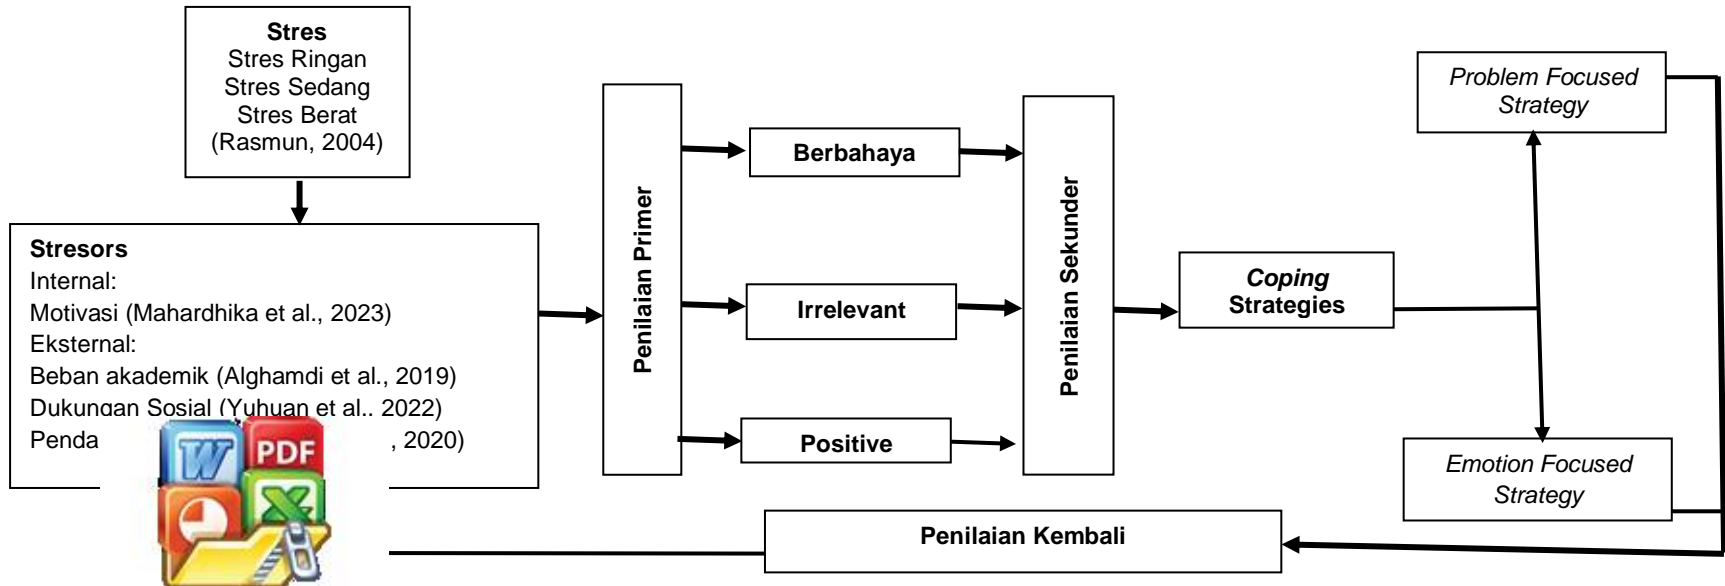 Stres
Stres Ringan
Stres Sedang
Stres Berat
(Rasmun, 2004)
Stresors
Internal:
Motivasi (Mahardhika et al., 2023)
Eksternal:
Beban akademik (Alghamdi et al., 2019)
Dukungan Sosial (Yuhuan et al., 2022)
Penda , 2020)
W
PDF
X
Penilaian Primer
Berbahaya
Irrelevant
Positive
Penilaian Sekunder
Coping
Strategies
Problem Focused
Strategy
Emotion Focused
Strategy
Penilaian Kembali